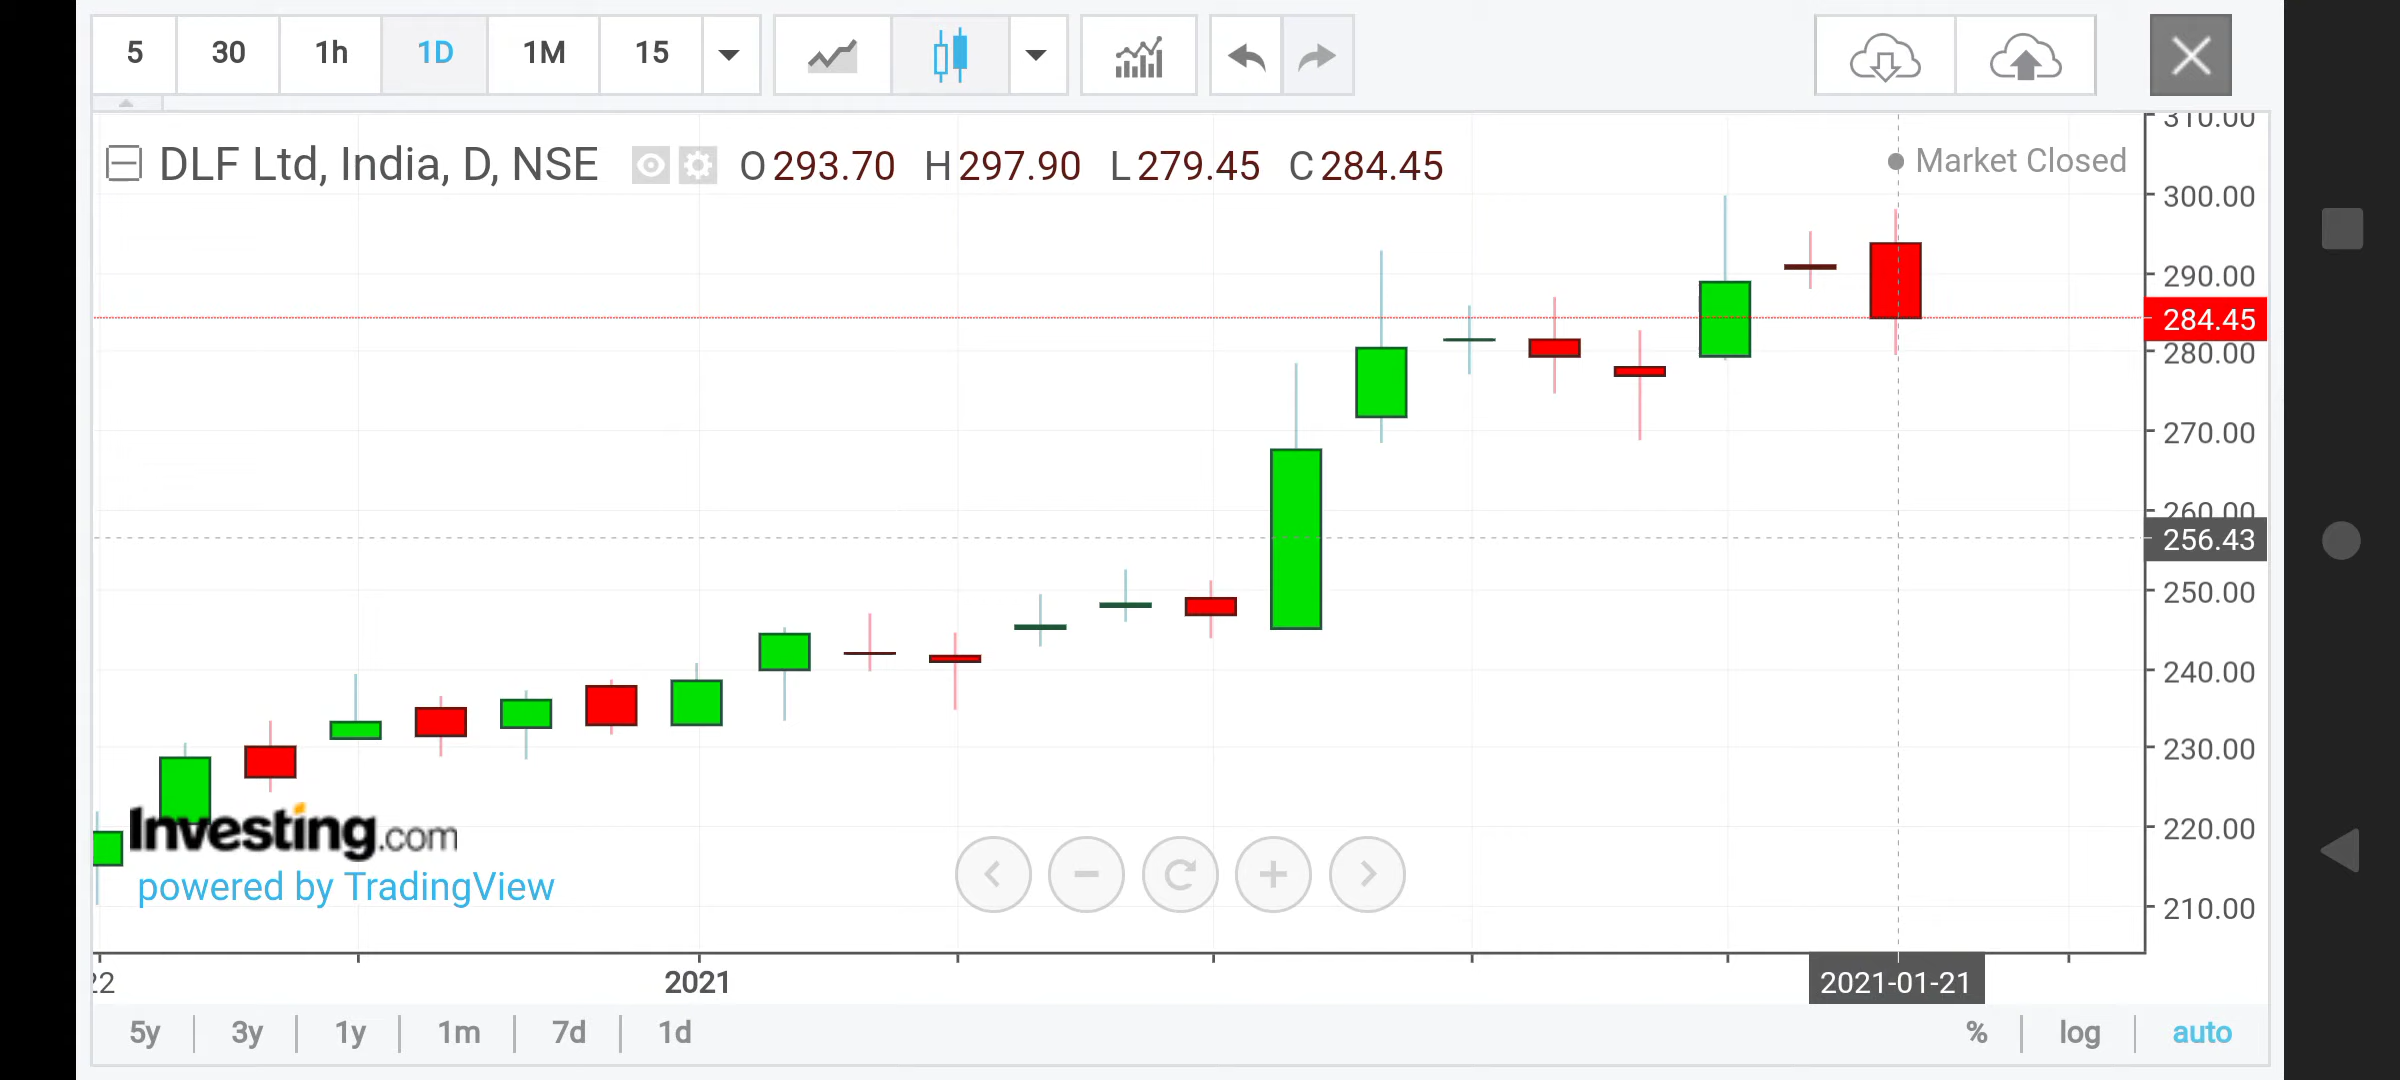 5 30 1h 1D 1M 15
DLF Ltd, India, D, NSE O 293.70 H 297.90 L 279.45 C 284.45
Market Closed
310.00
300.00
290.00
284.45
280.00
270.00
260.00
256.43
250.00
240.00
230.00
220.00
210.00
Investing.com
powered by TradingView
22 2021 2021-01-21
5y 3y 1y 1m 7d 1d % log auto